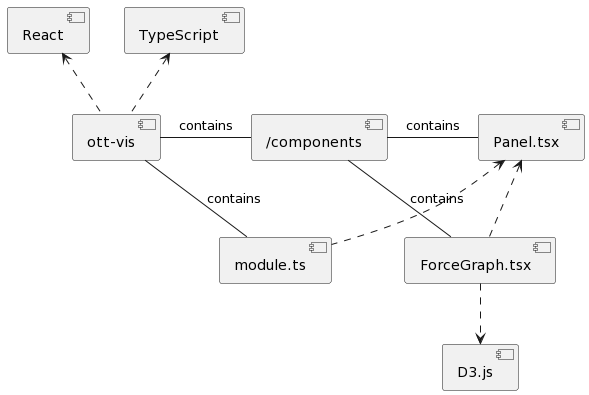 React
TypeScript
contains
contains
ott-vis
/components
Panel.tsx
contains
contains
module.ts
ForceGraph.tsx
D3.js